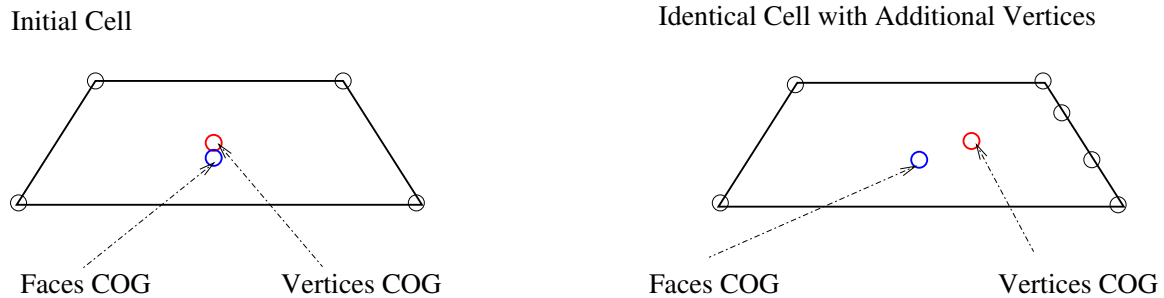 Initial Cell
Identical Cell with Additional Vertices
Faces COG
Vertices COG
Faces COG
Vertices COG